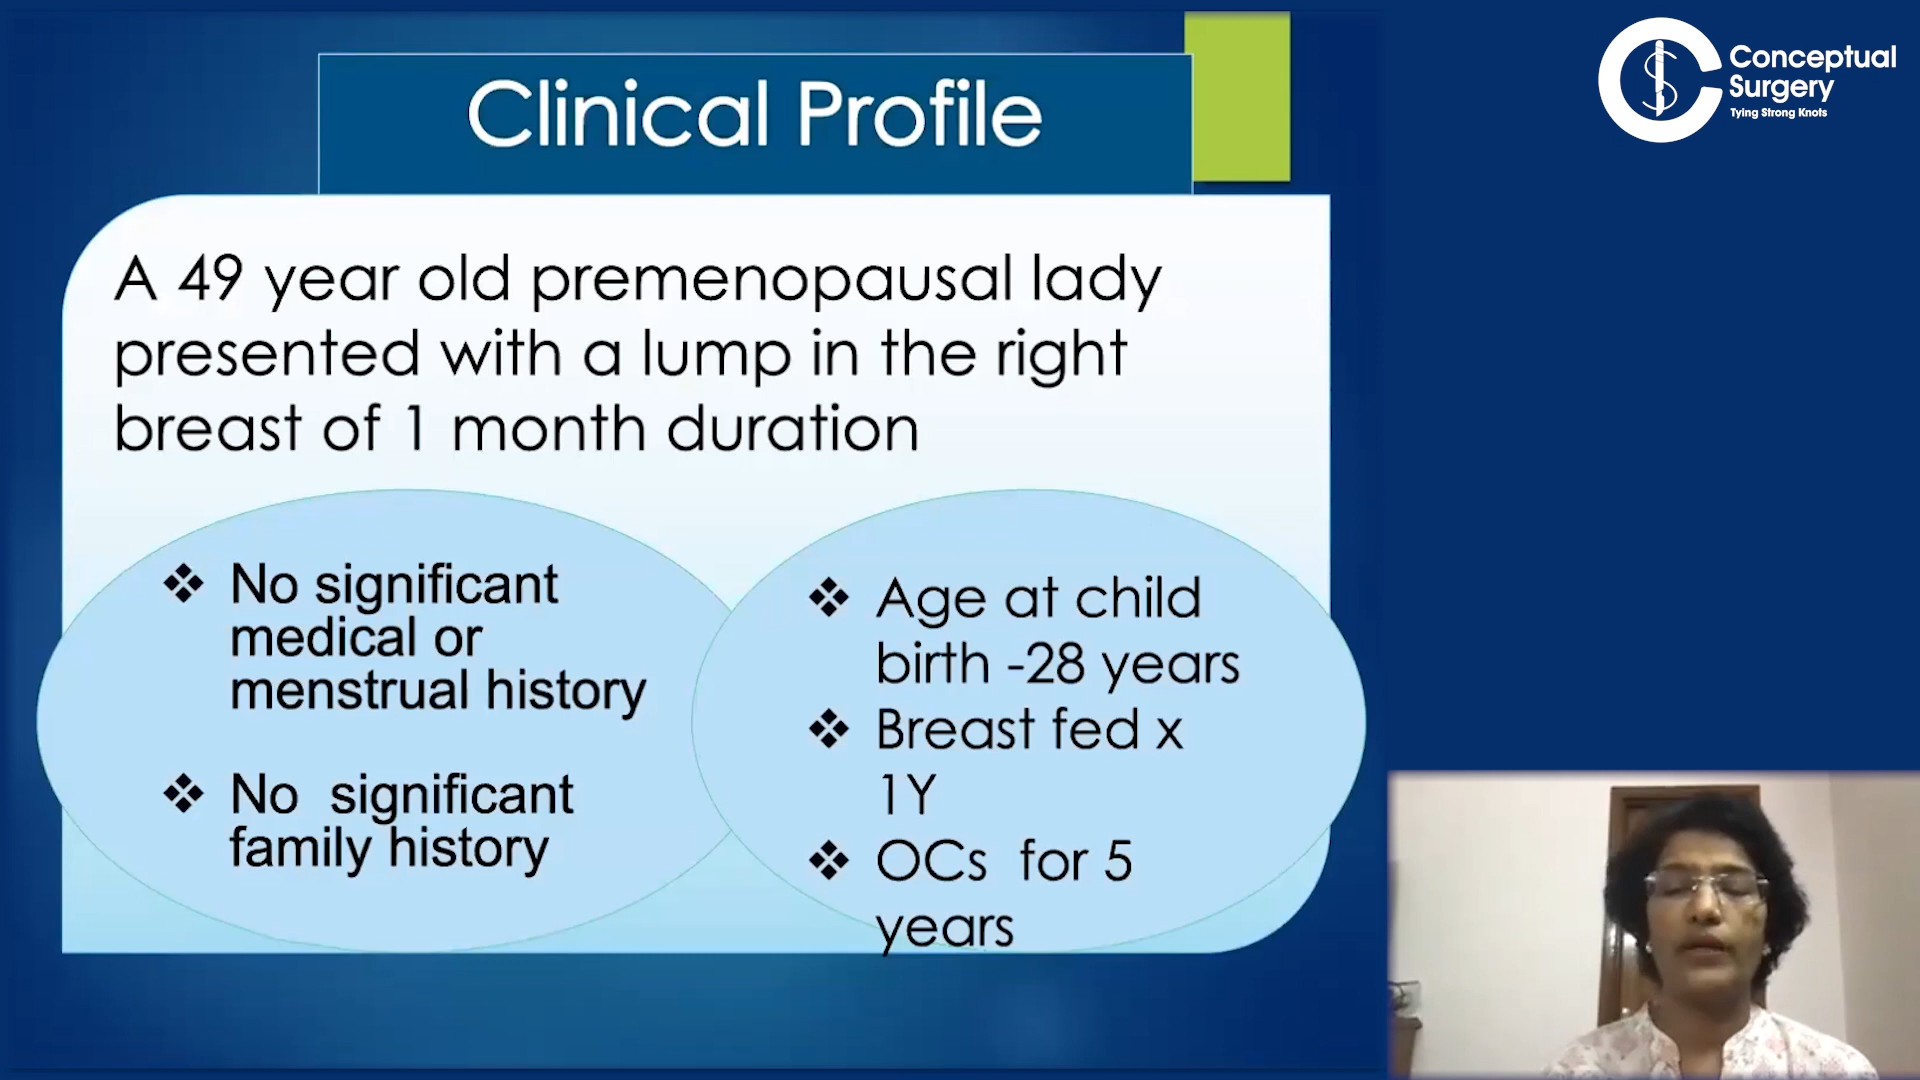 Clinical Profile
Conceptual
Surgery
Tying Strong Knots
A 49 year old premenopausal lady
presented with a lump in the right
breast of 1 month duration
❖ No significant
medical or
menstrual history
❖ No significant
family history
❖ Age at child
birth -28 years
❖ Breast fed x
1Y
❖ OCs for 5
years